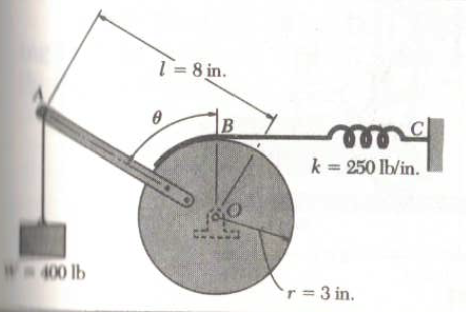 l = 8 in.
A
θ
B
C
k = 250 lb/in.
O
W = 400 lb
r = 3 in.